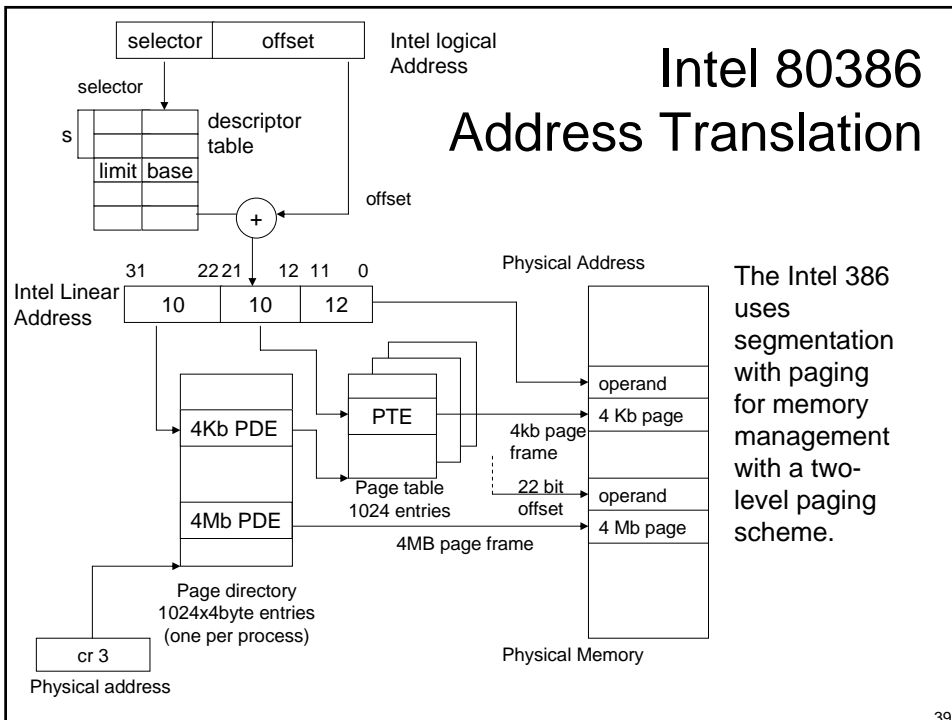 Intel 80386
Address Translation
selector offset
Intel logical
Address
selector
s
descriptor
table
limit base
offset
+
31 22 21 12 11 0
Intel Linear
Address
10 10 12
Physical Address
4Kb PDE
4Mb PDE
PTE
Page table
1024 entries
4kb page
frame
22 bit
offset
4MB page frame
operand
4 Kb page
operand
4 Mb page
Page directory
1024x4byte entries
(one per process)
cr 3
Physical address
Physical Memory
The Intel 386
uses
segmentation
with paging
for memory
management
with a two-
level paging
scheme.
39